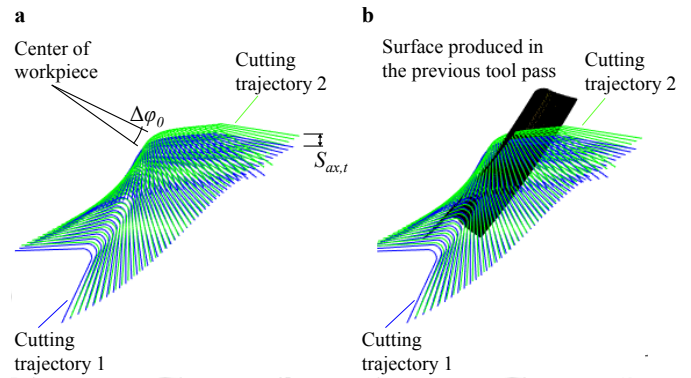 a
Center of
workpiece
Δφ0
Cutting
trajectory 2
Sax,t
Cutting
trajectory 1
b
Surface produced in
the previous tool pass
Cutting
trajectory 2
Cutting
trajectory 1